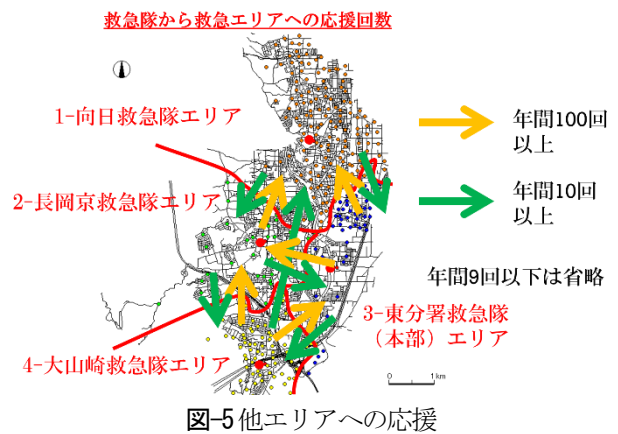 救急隊から救急エリアへの応援回数
1-向日救急隊エリア
年間100回
以上
2-長岡京救急隊エリア
年間10回
以上
年間9回以下は省略
3-東分署救急隊
（本部）エリア
4-大山崎救急隊エリア
0 1km
図-5他エリアへの応援